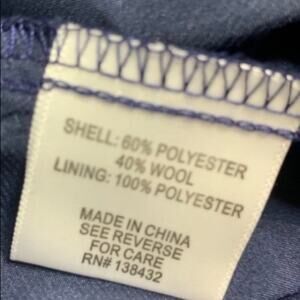 SHELL: 60% POLYESTER
40% WOOL
LINING: 100% POLYESTER
MADE IN CHINA
SEE REVERSE
FOR CARE
RN# 138432